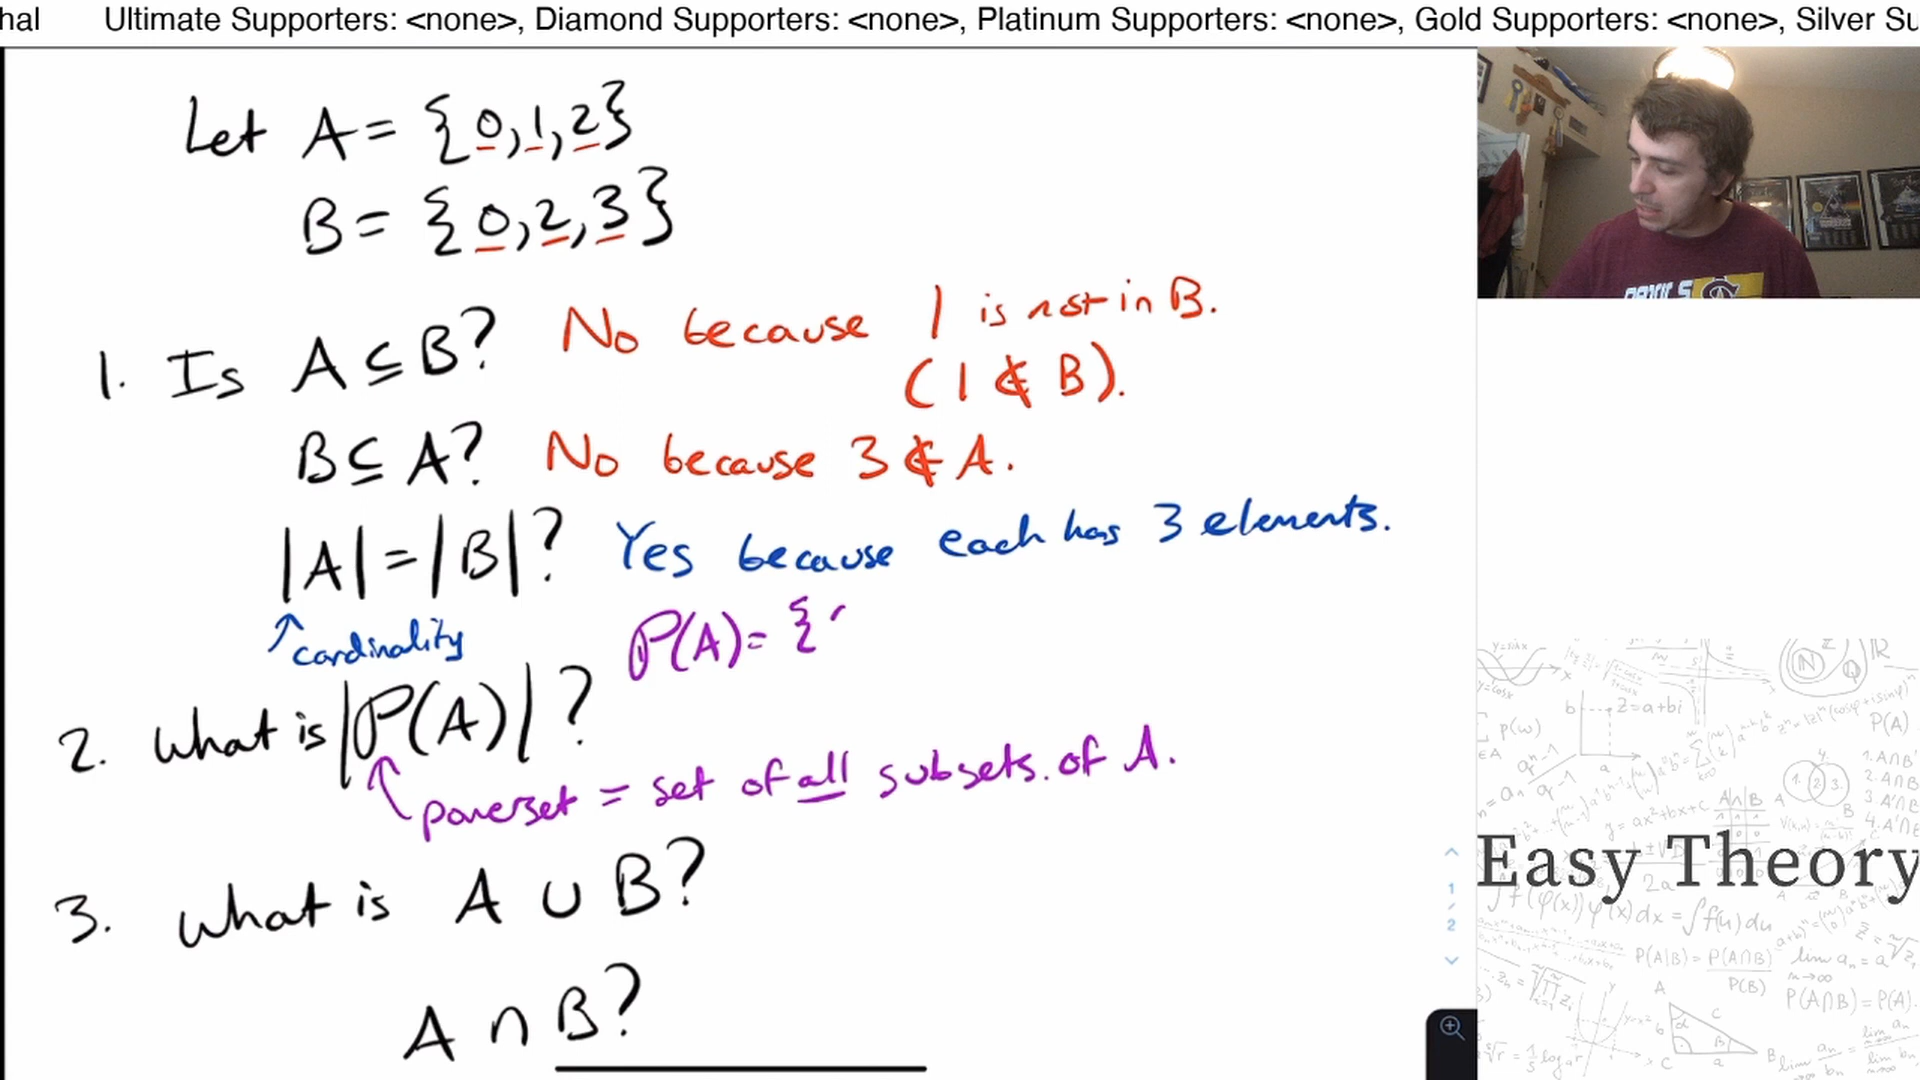 hal Ultimate Supporters: <none>, Diamond Supporters: <none>, Platinum Supporters: <none>, Gold Supporters: <none>, Silver Su
Let A = {0,1,2}
B = {0,2,3}
1. Is A ⊆ B? No because 1 is not in B.
(1 ∉ B).
B ⊆ A? No because 3 ∉ A.
|A| = |B|? Yes because each has 3 elements.
↑ cardinality
P(A) = {
2. What is |P(A)|?
powerset = set of all subsets of A.
3. What is A ∪ B?
A ∩ B?
1
2
Easy Theory